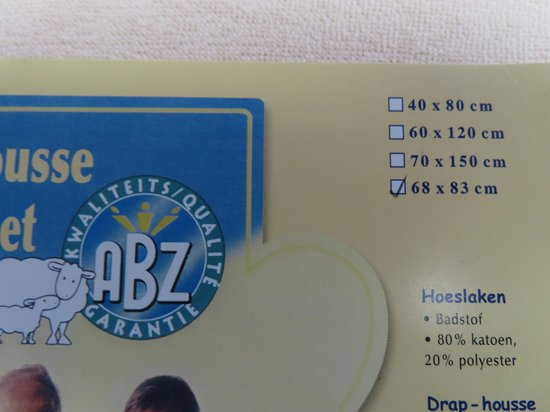 ousse
et
KWALITEITS/QUALITÉ
ABZ
GARANTIE
40 x 80 cm
60 x 120 cm
70 x 150 cm
68 x 83 cm
Hoeslaken
• Badstof
• 80% katoen,
20% polyester
Drap-housse